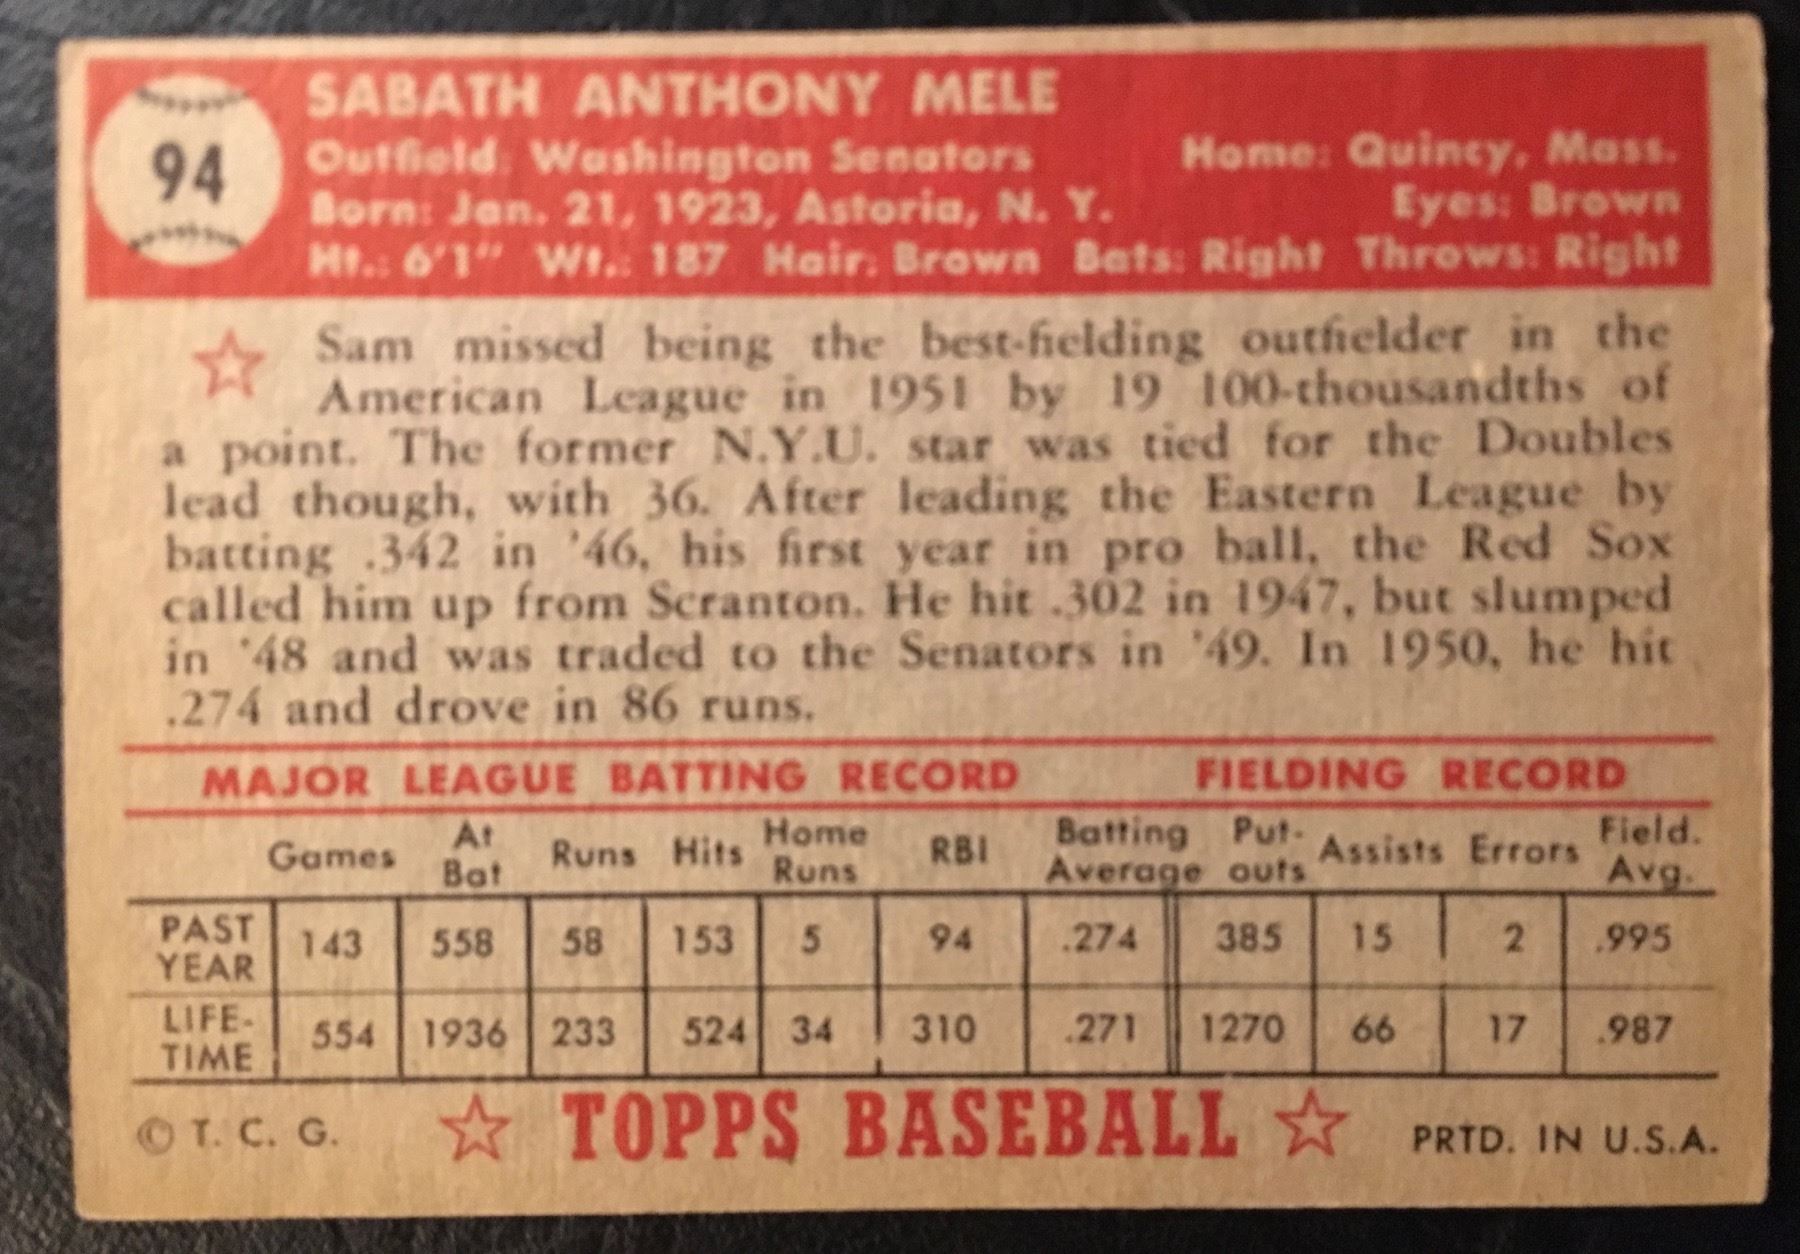 94
SABATH ANTHONY MELE
Outfield: Washington Senators Home: Quincy, Mass.
Born: Jan. 21, 1923, Astoria, N. Y. Eyes: Brown
Ht.: 6'1" Wt.: 187 Hair: Brown Bats: Right Throws: Right
Sam missed being the best-fielding outfielder in the
American League in 1951 by 19 100-thousandths of
a point. The former N.Y.U. star was tied for the Doubles
lead though, with 36. After leading the Eastern League by
batting .342 in '46, his first year in pro ball, the Red Sox
called him up from Scranton. He hit .302 in 1947, but slumped
in '48 and was traded to the Senators in '49. In 1950, he hit
.274 and drove in 86 runs.
MAJOR LEAGUE BATTING RECORD FIELDING RECORD
Games At Bat Runs Hits Home Runs RBI Batting Average Put-outs Assists Errors Field. Avg.
PAST YEAR 143 558 58 153 5 94 .274 385 15 2 .995
LIFE-TIME 554 1936 233 524 34 310 .271 1270 66 17 .987
© T. C. G. TOPPS BASEBALL PRTD. IN U.S.A.